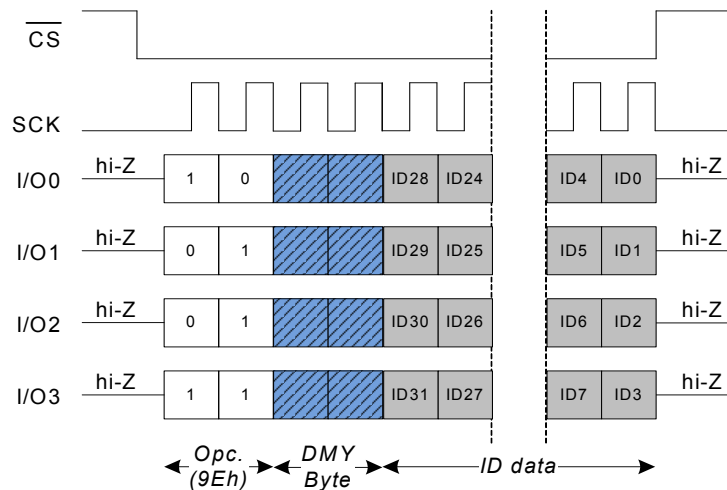 CS
SCK
I/O0 hi-Z 1 0 ID28 ID24 ID4 ID0 hi-Z
I/O1 hi-Z 0 1 ID29 ID25 ID5 ID1 hi-Z
I/O2 hi-Z 0 1 ID30 ID26 ID6 ID2 hi-Z
I/O3 hi-Z 1 1 ID31 ID27 ID7 ID3 hi-Z
Opc. DMY ID data
(9Eh) Byte